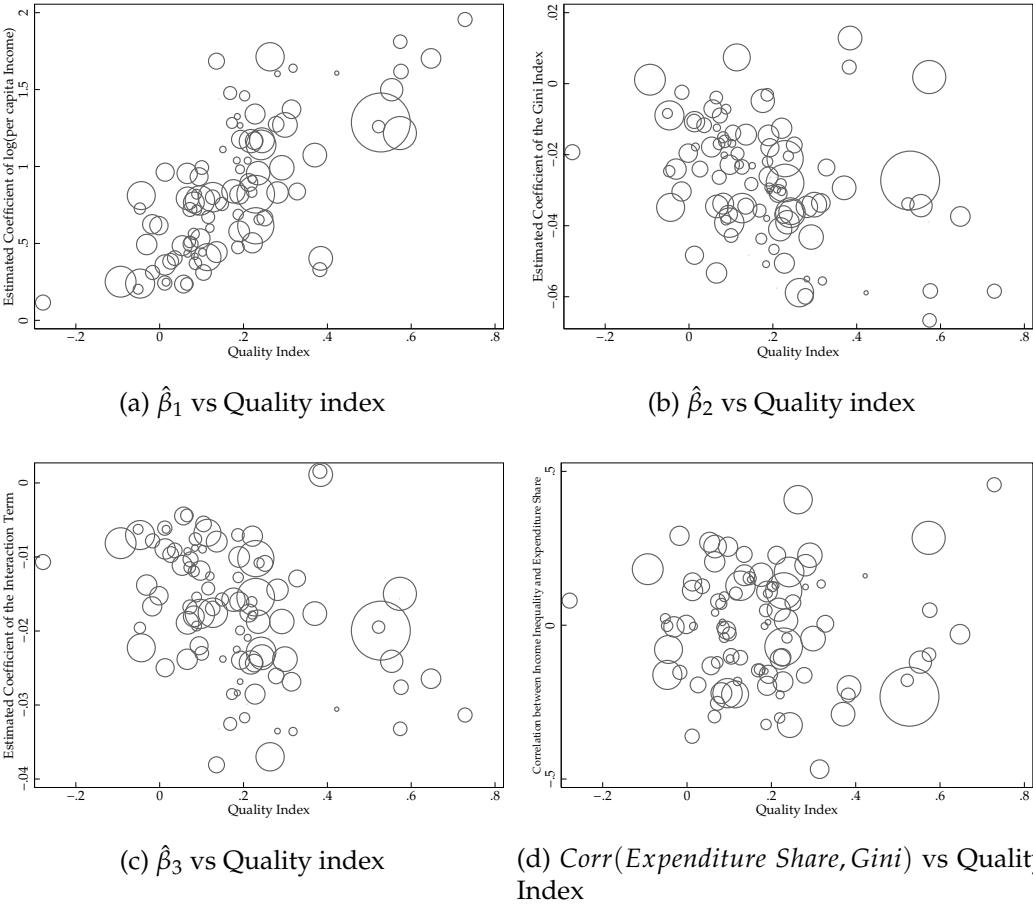 Estimated Coefficient of log(per capita Income)
2
1.5
1
.5
0
-.2 0 .2 .4 .6 .8
Quality Index
(a) β̂₁ vs Quality index
Estimated Coefficient of the Gini Index
.02
0
-.02
-.04
-.06
-.2 0 .2 .4 .6 .8
Quality Index
(b) β̂₂ vs Quality index
Estimated Coefficient of the Interaction Term
0
-.01
-.02
-.03
-.04
-.2 0 .2 .4 .6 .8
Quality Index
(c) β̂₃ vs Quality index
Correlation between Income Inequality and Expenditure Share
.5
0
-.5
-.2 0 .2 .4 .6 .8
Quality Index
(d) Corr(Expenditure Share, Gini) vs Quality
Index